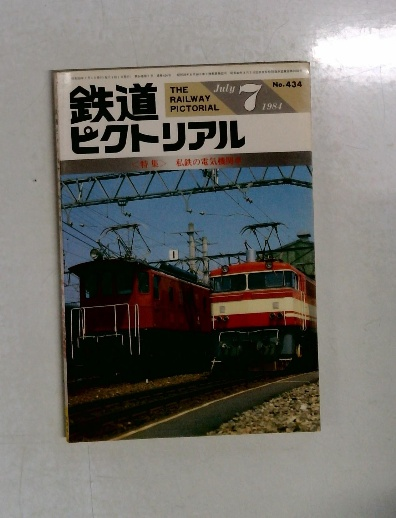 鉄道
ピクトリアル
THE
RAILWAY
PICTORIAL
July
7
1984
No.434
特集 私鉄の電気機関車
1